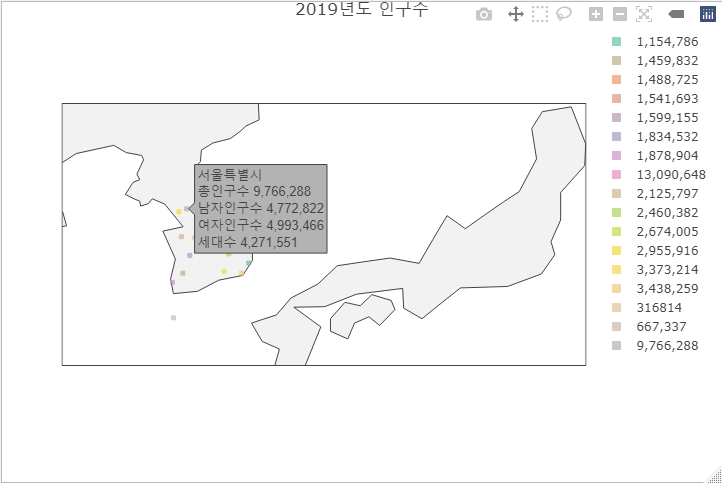 2019년도 인구수
서울특별시
총인구수 9,766,288
남자인구수 4,772,822
여자인구수 4,993,466
세대수 4,271,551
1,154,786
1,459,832
1,488,725
1,541,693
1,599,155
1,834,532
1,878,904
13,090,648
2,125,797
2,460,382
2,674,005
2,955,916
3,373,214
3,438,259
316814
667,337
9,766,288